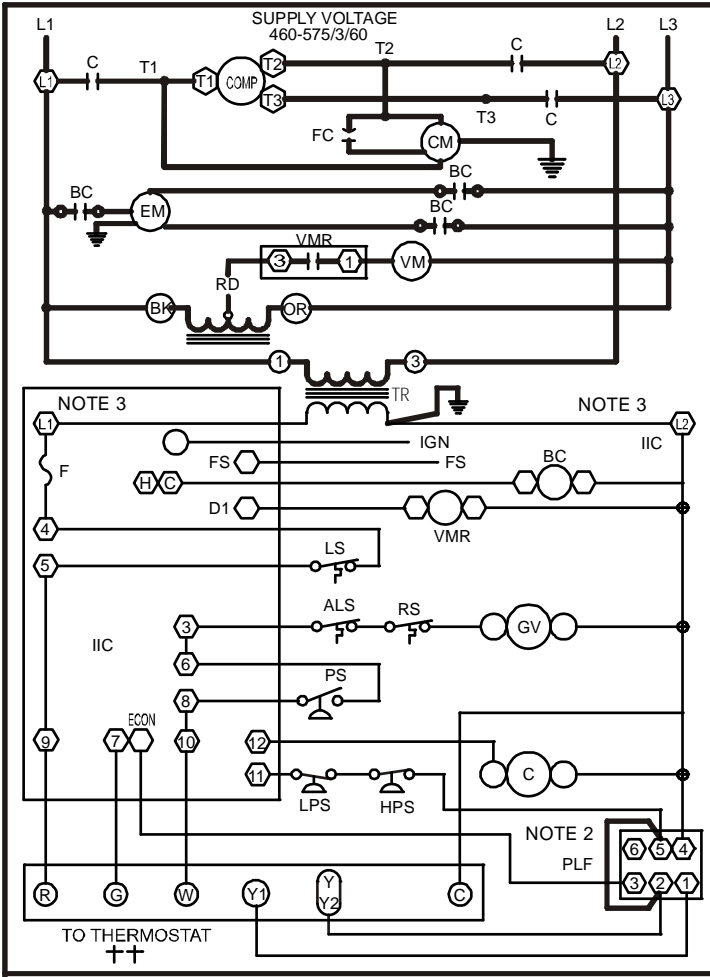 SUPPLY VOLTAGE
460-575/3/60
L1
L2
L3
T2
C
C
T1
L1
T1
COMP
T2
L2
T3
L3
T3
C
FC
CM
BC
BC
BC
EM
VMR
3
1
VM
RD
BK
OR
1
3
TR
NOTE 3
NOTE 3
L1
L2
IGN
IIC
F
FS
FS
BC
H
C
D1
VMR
4
LS
5
ALS
RS
3
GV
IIC
6
PS
8
ECON
9
7
10
12
11
C
LPS
HPS
NOTE 2
PLF
6
5
4
3
2
1
R
G
W
Y1
Y
Y2
C
TO THERMOSTAT
††